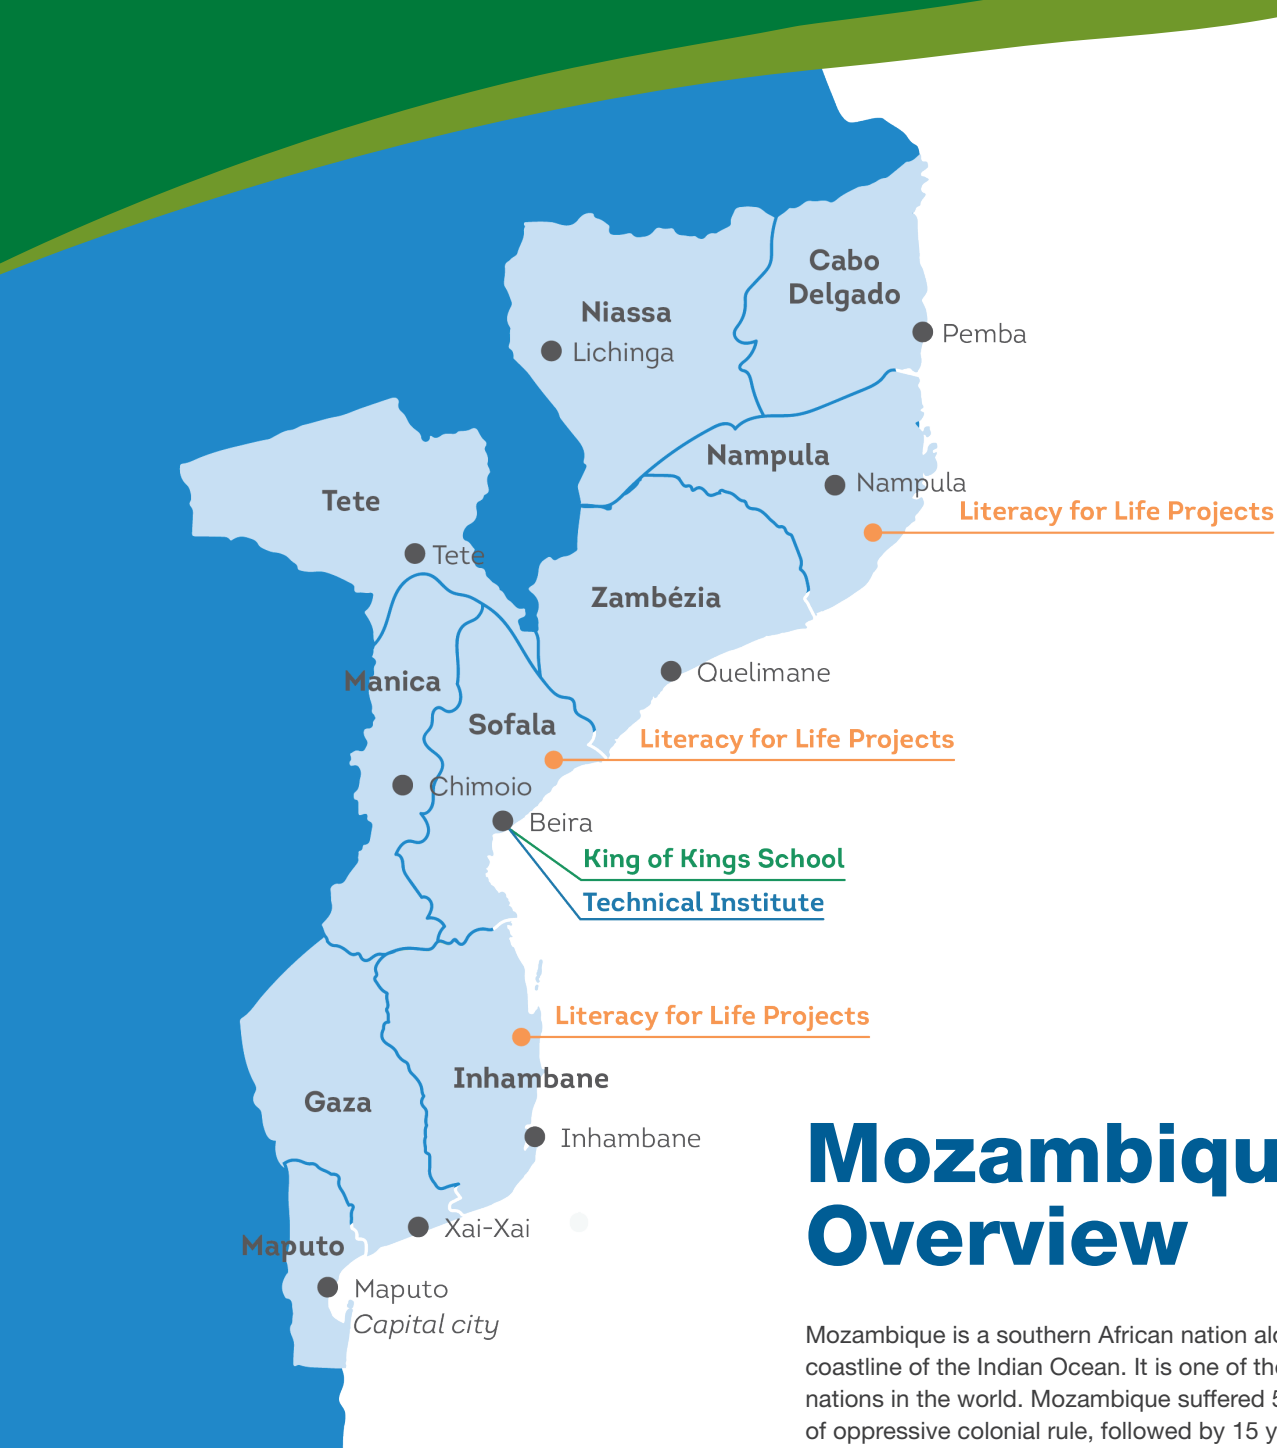 Cabo
Delgado
Niassa
Pemba
Lichinga
Nampula
Nampula
Tete
Literacy for Life Projects
Tete
Zambézia
Quelimane
Manica
Sofala
Literacy for Life Projects
Chimoio
Beira
King of Kings School
Technical Institute
Literacy for Life Projects
Inhambane
Gaza
Inhambane
Xai-Xai
Maputo
Maputo
Capital city
Mozambiqu
Overview
Mozambique is a southern African nation alo
coastline of the Indian Ocean. It is one of the
nations in the world. Mozambique suffered 5
of oppressive colonial rule, followed by 15 y